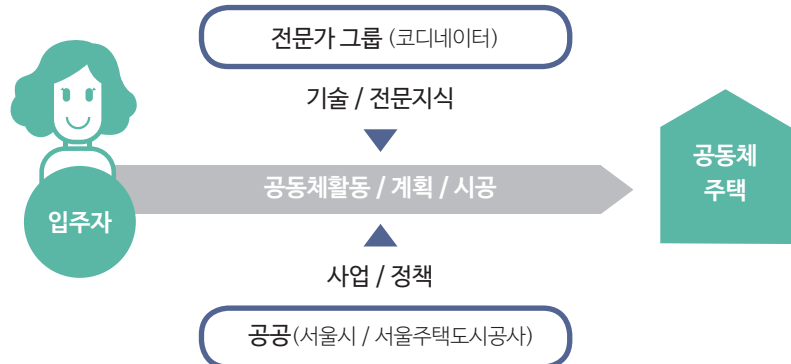 전문가 그룹 (코디네이터)
기술 / 전문지식
입주자
공동체활동 / 계획 / 시공
공동체
주택
사업 / 정책
공공(서울시 / 서울주택도시공사)